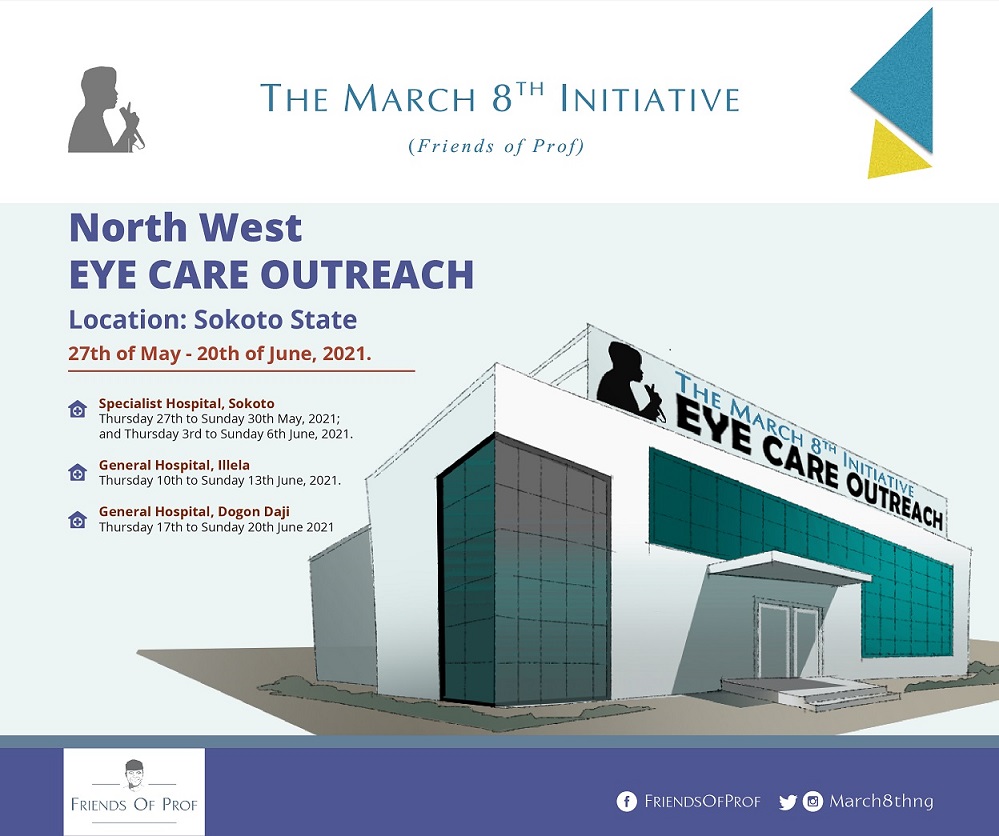 THE MARCH 8TH INITIATIVE
(Friends of Prof)
North West
EYE CARE OUTREACH
Location: Sokoto State
27th of May - 20th of June, 2021.
Specialist Hospital, Sokoto
Thursday 27th to Sunday 30th May, 2021;
and Thursday 3rd to Sunday 6th June, 2021.
General Hospital, Illela
Thursday 10th to Sunday 13th June, 2021.
General Hospital, Dogon Daji
Thursday 17th to Sunday 20th June 2021
THE MARCH 8TH INITIATIVE
EYE CARE OUTREACH
FRIENDS OF PROF
FRIENDSOFPROF
March8thng